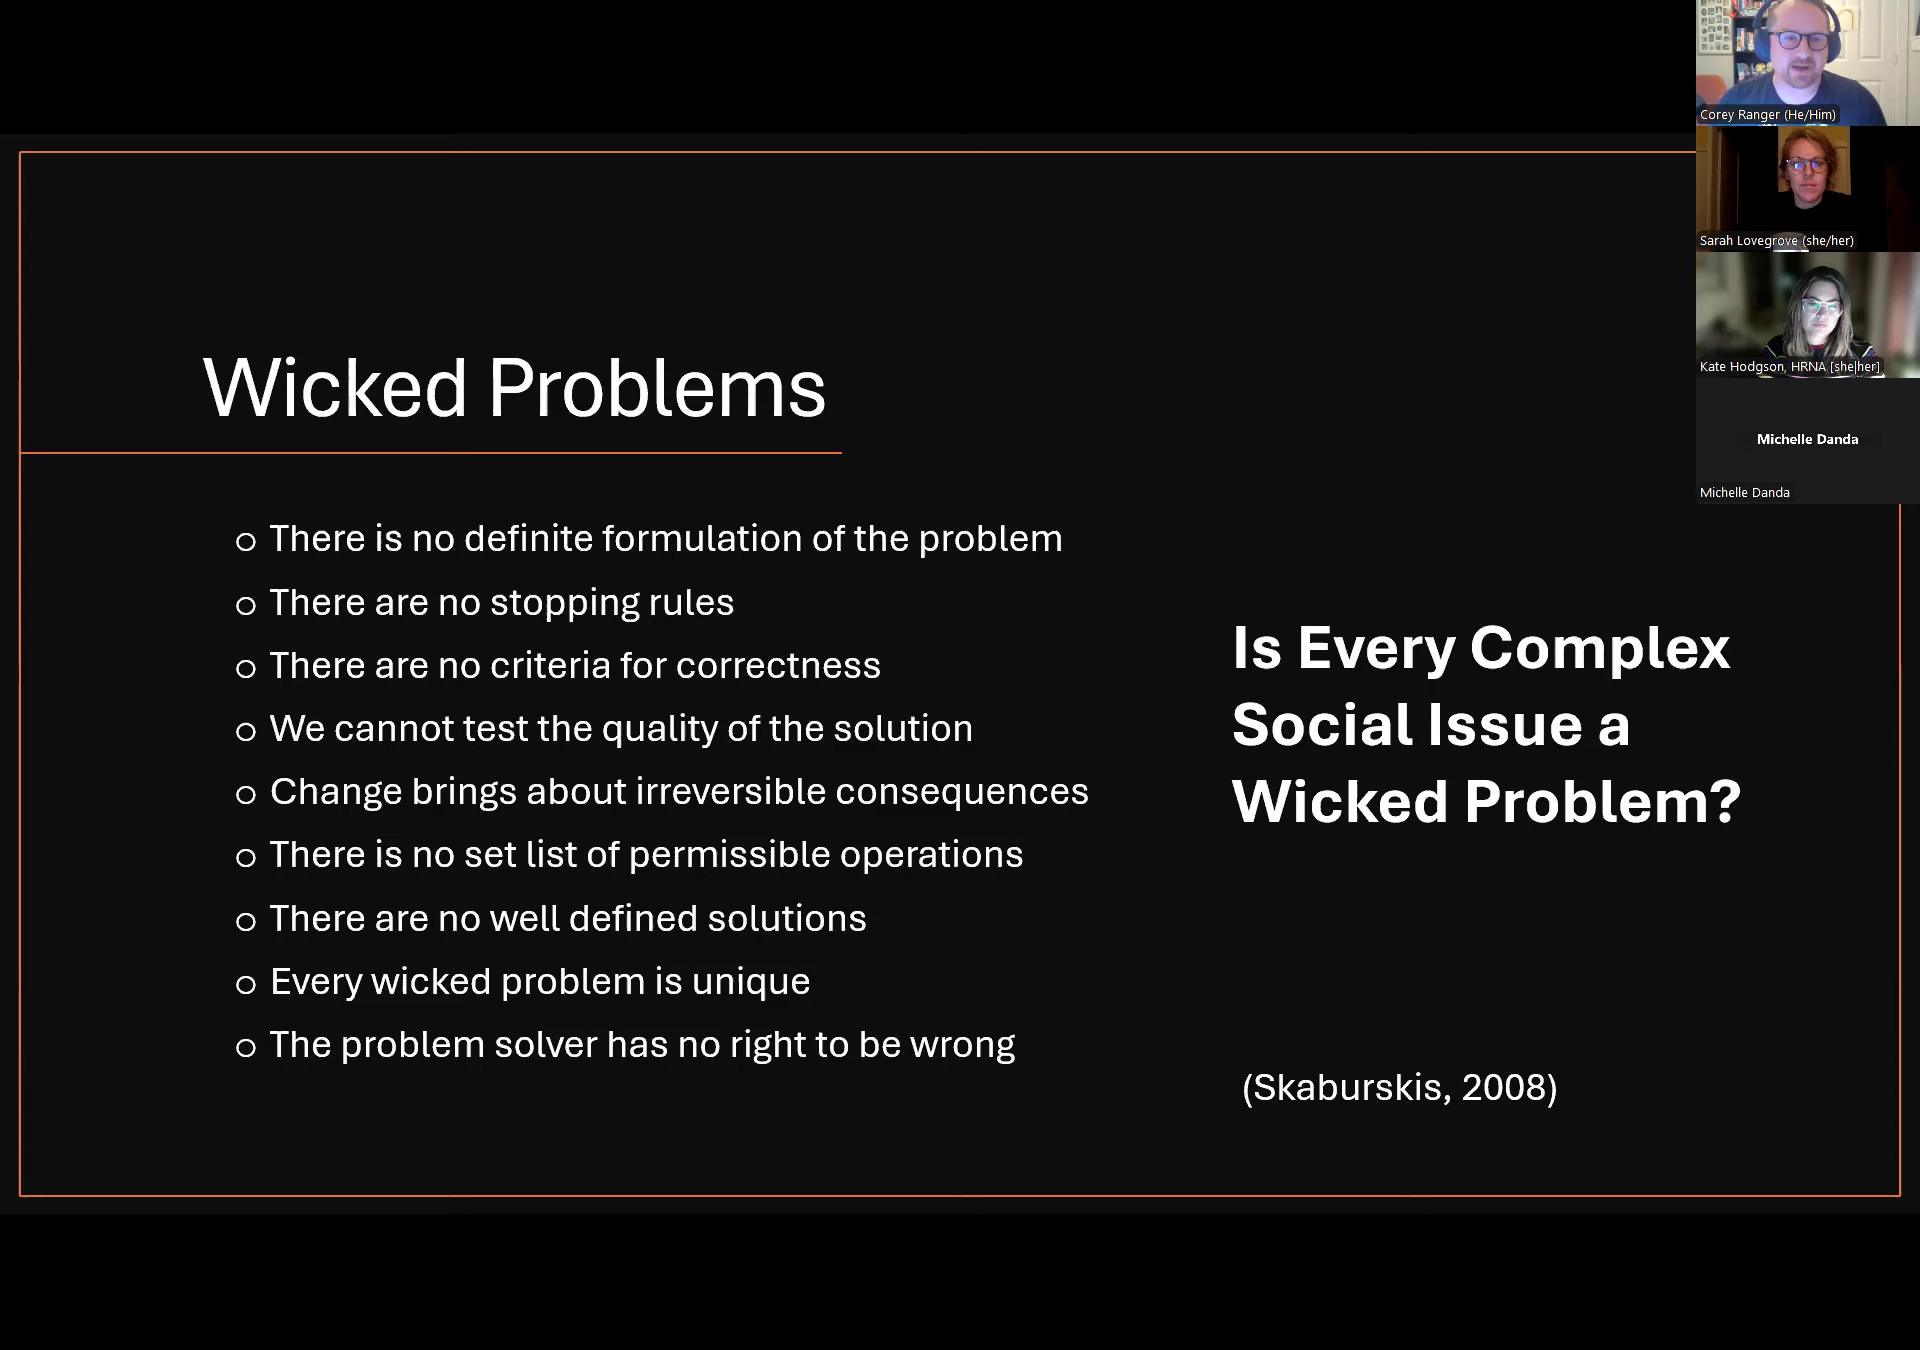 Corey Ranger (He/Him)
Sarah Lovegrove (she/her)
Kate Hodgson, HRNA [she|her]
Michelle Danda
Michelle Danda
Wicked Problems
o There is no definite formulation of the problem
o There are no stopping rules
o There are no criteria for correctness
o We cannot test the quality of the solution
o Change brings about irreversible consequences
o There is no set list of permissible operations
o There are no well defined solutions
o Every wicked problem is unique
o The problem solver has no right to be wrong
Is Every Complex
Social Issue a
Wicked Problem?
(Skaburskis, 2008)